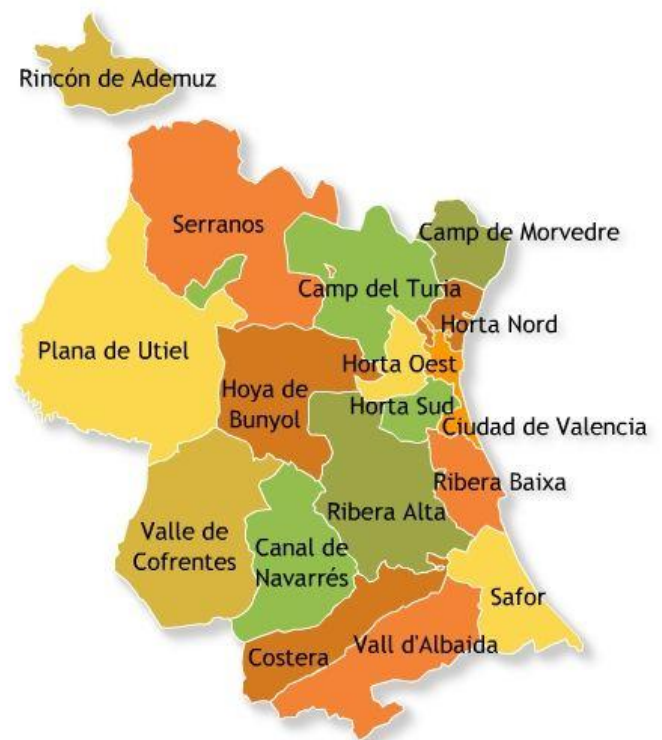 Rincón de Ademuz
Serranos
Camp de Morvedre
Camp del Turia
Horta Nord
Plana de Utiel
Horta Oest
Hoya de
Bunyol
Horta Sud
Ciudad de Valencia
Ribera Baixa
Ribera Alta
Valle de
Cofrentes
Canal de
Navarrés
Safor
Vall d'Albaida
Costera